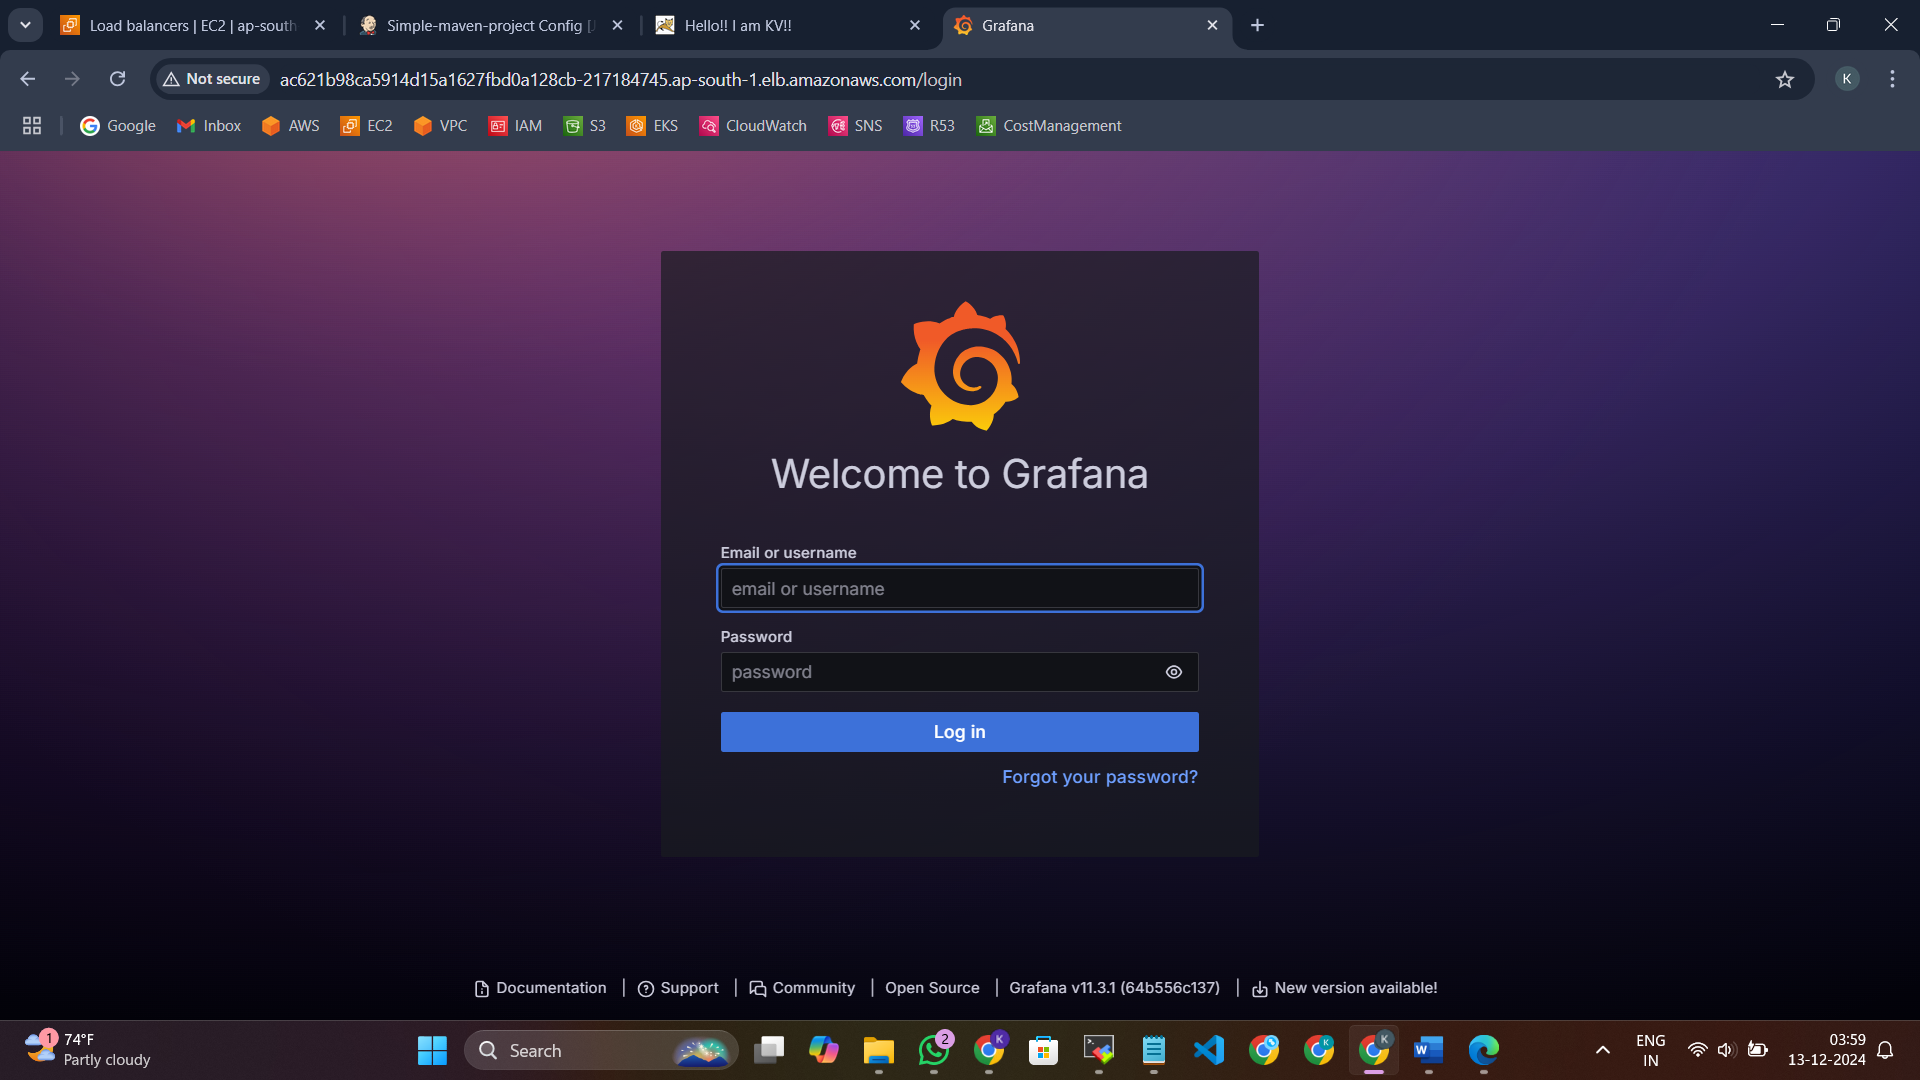 Load balancers | EC2 | ap-south
Simple-maven-project Config [J
Hello!! I am KV!!
Grafana
Not secure
ac621b98ca5914d15a1627fbd0a128cb-217184745.ap-south-1.elb.amazonaws.com/login
K
Google
Inbox
AWS
EC2
VPC
IAM
S3
EKS
CloudWatch
SNS
R53
CostManagement
Welcome to Grafana
Email or username
email or username
Password
password
Log in
Forgot your password?
Documentation
Support
Community
Open Source
Grafana v11.3.1 (64b556c137)
New version available!
1
74°F
Partly cloudy
Search
2
K
K
K
W
ENG
IN
03:59
13-12-2024